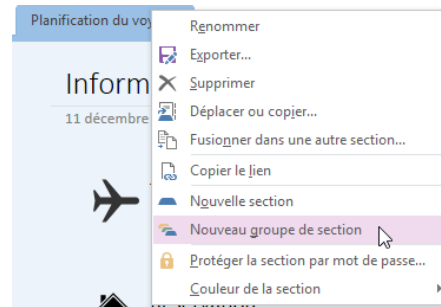 Planification du voy
Renommer
Exporter...
Inform
Supprimer
11 décembre
Déplacer ou copier...
Fusionner dans une autre section...
Copier le lien
Nouvelle section
Nouveau groupe de section
Protéger la section par mot de passe...
Couleur de la section